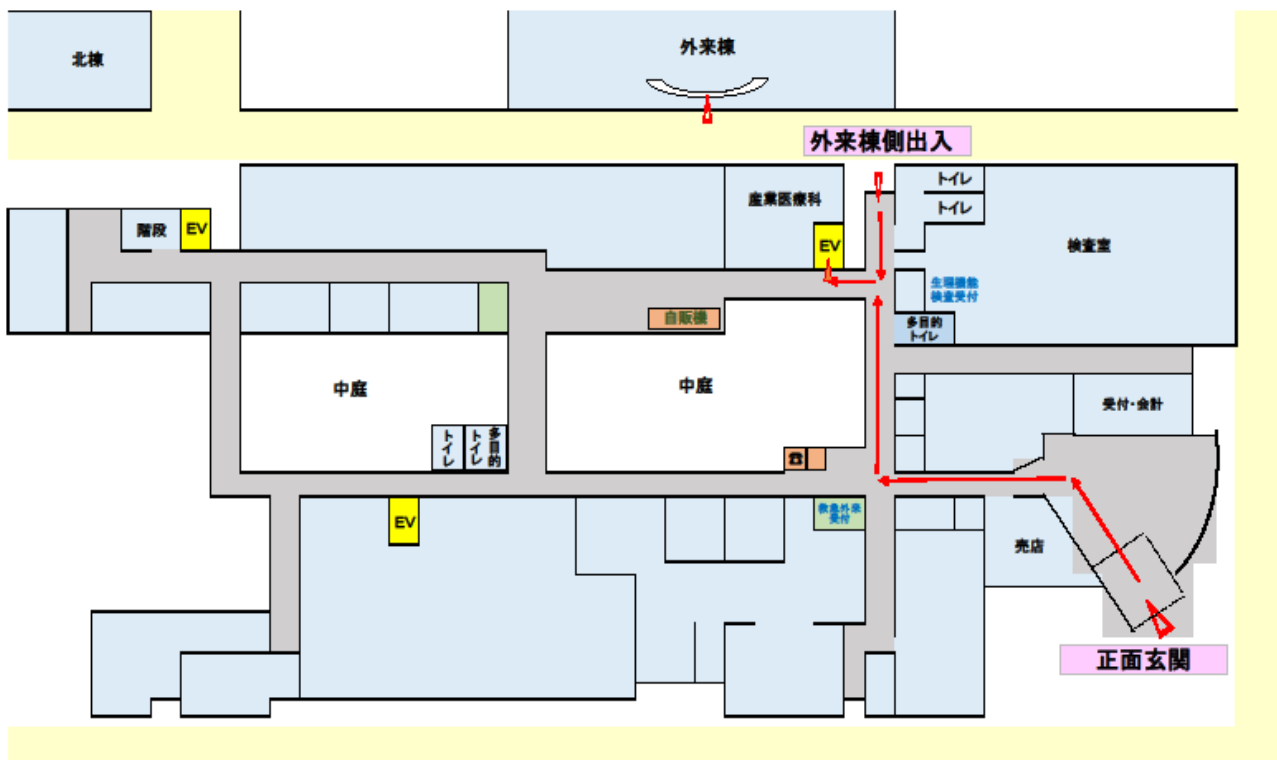 北棟
外来棟
外来棟側出入
産業医療科
トイレ
トイレ
階段
EV
EV
検査室
生理機能
検査受付
自販機
多目的
トイレ
中庭
中庭
受付・会計
トイレ
多目的
トイレ
☎
EV
救急外来
受付
売店
正面玄関